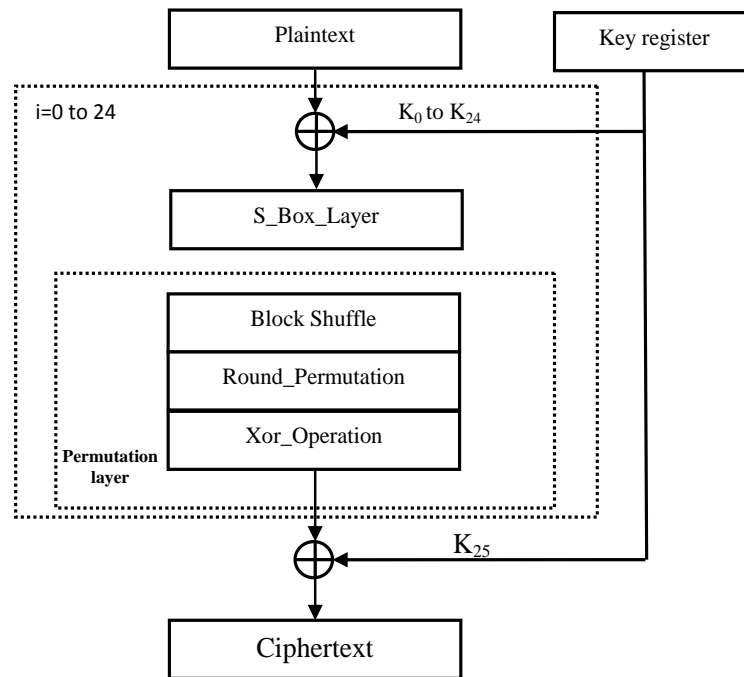 Plaintext
Key register
i=0 to 24
K₀ to K₂₄
S_Box_Layer
Block Shuffle
Round_Permutation
Xor_Operation
Permutation
layer
K₂₅
Ciphertext